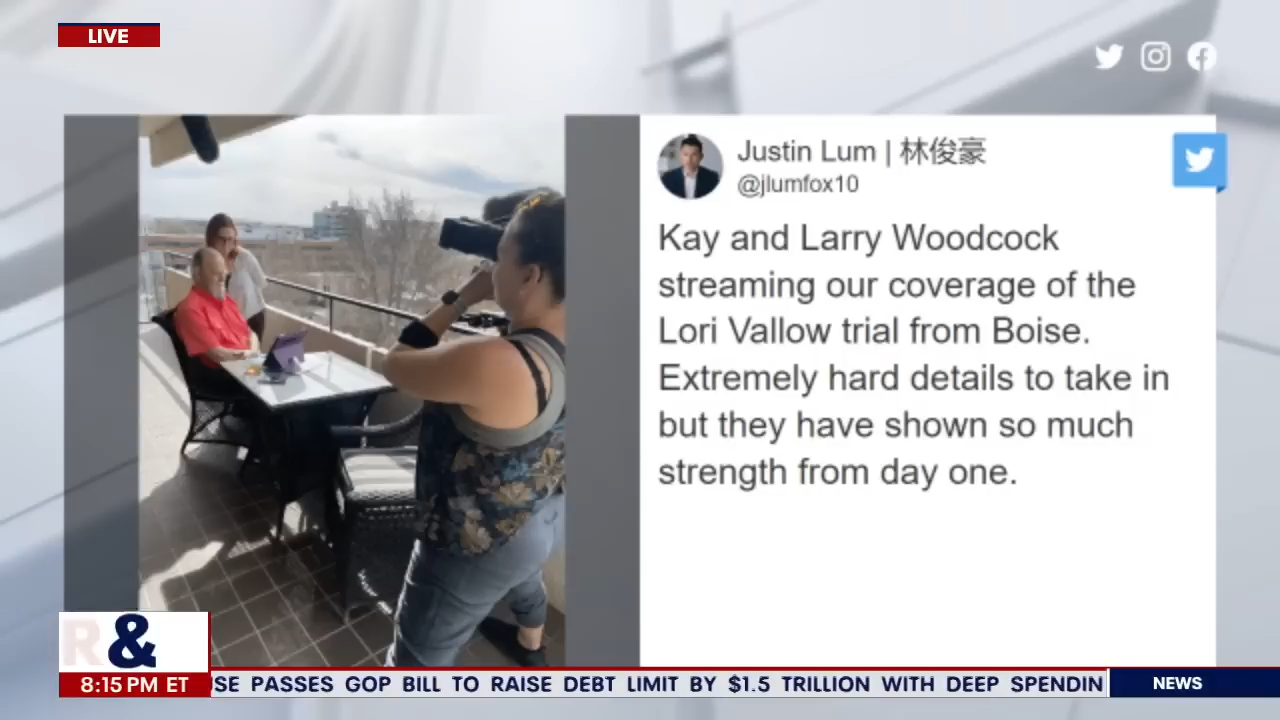 LIVE
Justin Lum | 林俊豪
@jlumfox10
Kay and Larry Woodcock
streaming our coverage of the
Lori Vallow trial from Boise.
Extremely hard details to take in
but they have shown so much
strength from day one.
R&
8:15 PM ET
USE PASSES GOP BILL TO RAISE DEBT LIMIT BY $1.5 TRILLION WITH DEEP SPENDIN
NEWS